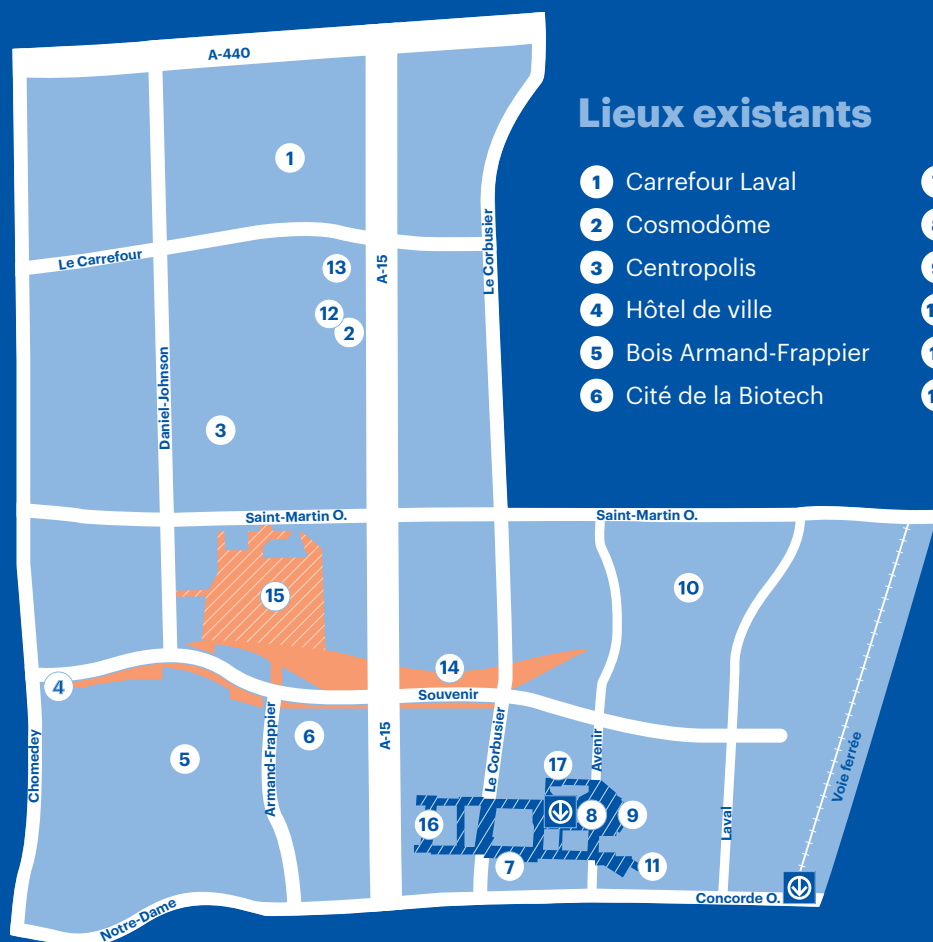 A-440
Lieux existants
1 Carrefour Laval
2 Cosmodôme
3 Centropolis
4 Hôtel de ville
5 Bois Armand-Frappier
6 Cité de la Biotech
1
Le Carrefour
13
A-15
Le Corbusier
12
2
Daniel-Johnson
3
Saint-Martin O.
Saint-Martin O.
15
10
14
4
Souvenir
Chomedey
5
Armand-Frappier
6
A-15
Le Corbusier
Avenir
17
Voie ferrée
16
8
9
Laval
7
11
Concorde O.
Notre-Dame